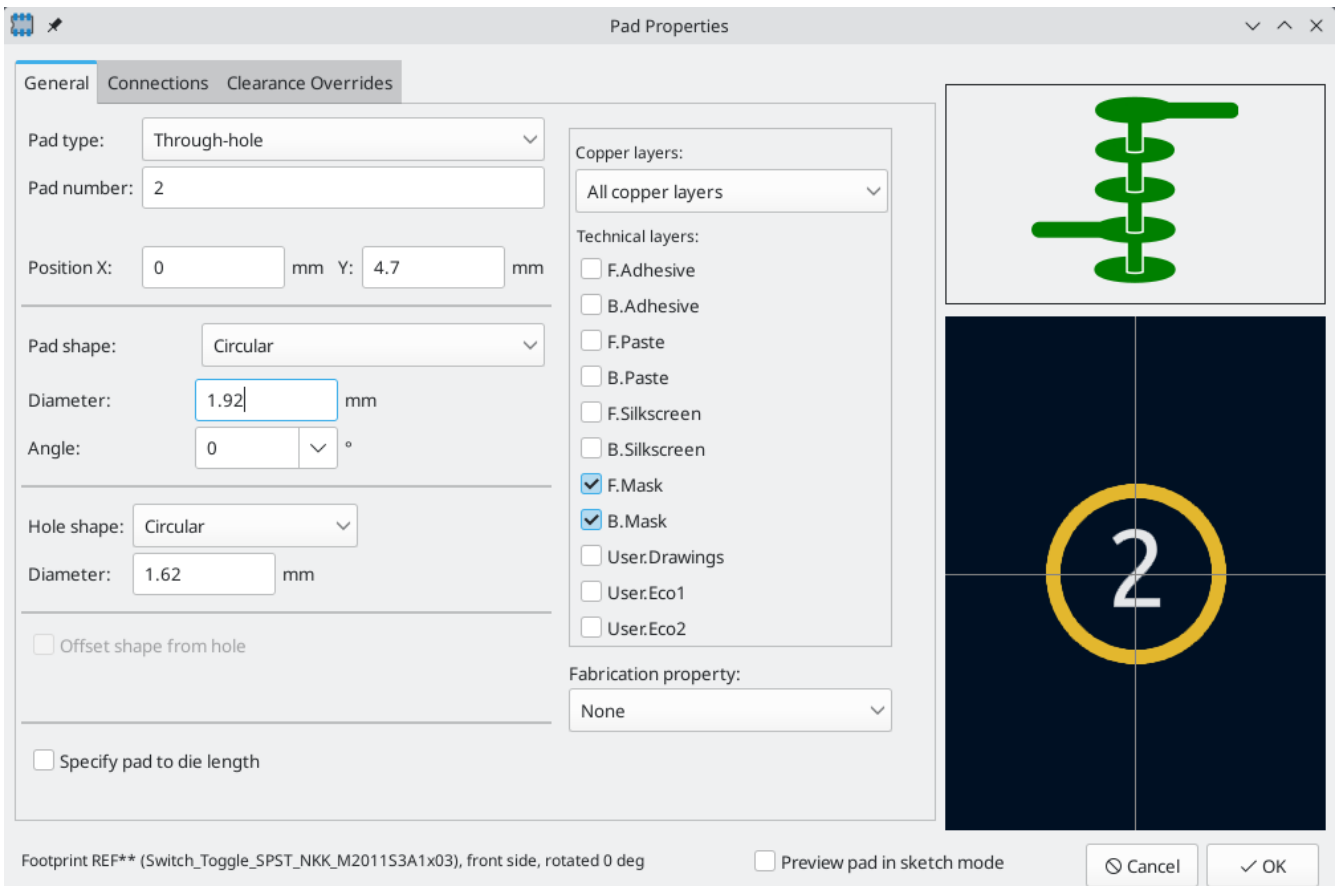 Pad Properties
General Connections Clearance Overrides
Pad type: Through-hole
Pad number: 2
Position X: 0 mm Y: 4.7 mm
Pad shape: Circular
Diameter: 1.92 mm
Angle: 0 °
Hole shape: Circular
Diameter: 1.62 mm
Offset shape from hole
Specify pad to die length
Copper layers:
All copper layers
Technical layers:
F.Adhesive
B.Adhesive
F.Paste
B.Paste
F.Silkscreen
B.Silkscreen
F.Mask
B.Mask
User.Drawings
User.Eco1
User.Eco2
Fabrication property:
None
2
Footprint REF** (Switch_Toggle_SPST_NKK_M2011S3A1x03), front side, rotated 0 deg
Preview pad in sketch mode
Cancel
OK